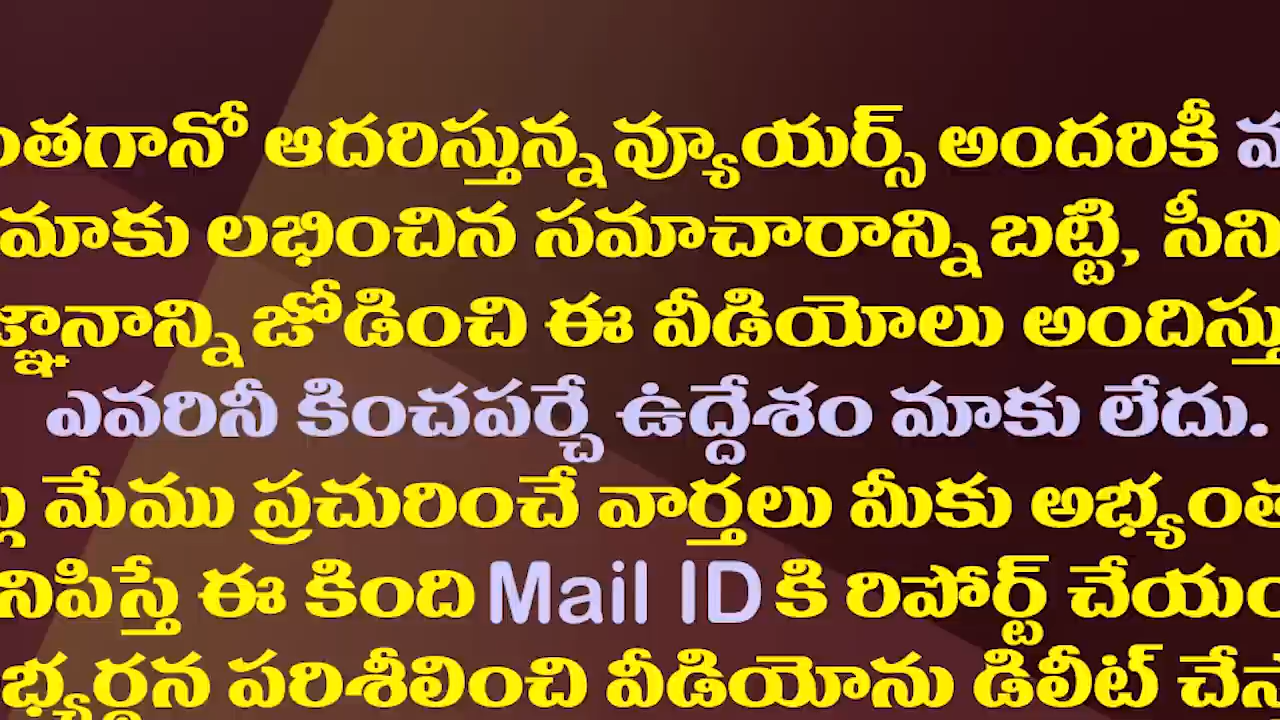 ఆదరిస్తున్న వ్యూయర్స్ అందరికీ
మాకు లభించిన సమాచారాన్ని బట్టి,
జోడించి ఈ వీడియోలు
ఎవరినీ కించపర్చే ఉద్దేశం మాకు లేదు.
మేము ప్రచురించే వార్తలు మీకు
ఈ కింది Mail ID కి రిపోర్ట్
పరిశీలించి వీడియోను డిలీట్